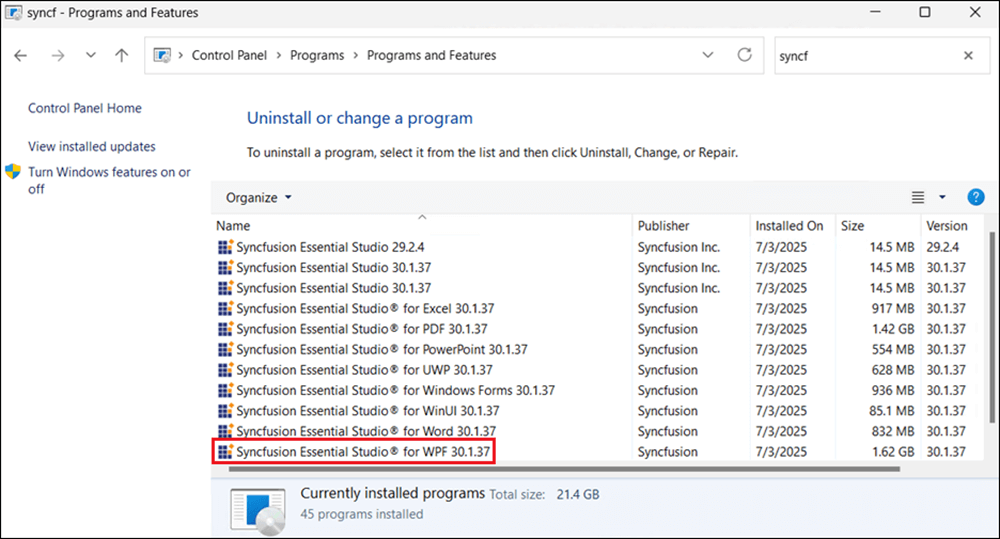 syncf - Programs and Features
Control Panel > Programs > Programs and Features
syncf
Control Panel Home
View installed updates
Turn Windows features on or
off
Uninstall or change a program
To uninstall a program, select it from the list and then click Uninstall, Change, or Repair.
Organize
?
Name Publisher Installed On Size Version
Syncfusion Essential Studio 29.2.4 Syncfusion Inc. 7/3/2025 14.5 MB 29.2.4
Syncfusion Essential Studio 30.1.37 Syncfusion Inc. 7/3/2025 14.5 MB 30.1.37
Syncfusion Essential Studio 30.1.37 Syncfusion Inc. 7/3/2025 14.5 MB 30.1.37
Syncfusion Essential Studio® for Excel 30.1.37 Syncfusion 7/3/2025 917 MB 30.1.37
Syncfusion Essential Studio® for PDF 30.1.37 Syncfusion 7/3/2025 1.42 GB 30.1.37
Syncfusion Essential Studio® for PowerPoint 30.1.37 Syncfusion 7/3/2025 554 MB 30.1.37
Syncfusion Essential Studio® for UWP 30.1.37 Syncfusion 7/3/2025 628 MB 30.1.37
Syncfusion Essential Studio® for Windows Forms 30.1.37 Syncfusion 7/3/2025 936 MB 30.1.37
Syncfusion Essential Studio® for WinUI 30.1.37 Syncfusion 7/3/2025 85.1 MB 30.1.37
Syncfusion Essential Studio® for Word 30.1.37 Syncfusion 7/3/2025 832 MB 30.1.37
Syncfusion Essential Studio® for WPF 30.1.37 Syncfusion 7/3/2025 1.62 GB 30.1.37
Currently installed programs Total size: 21.4 GB
45 programs installed